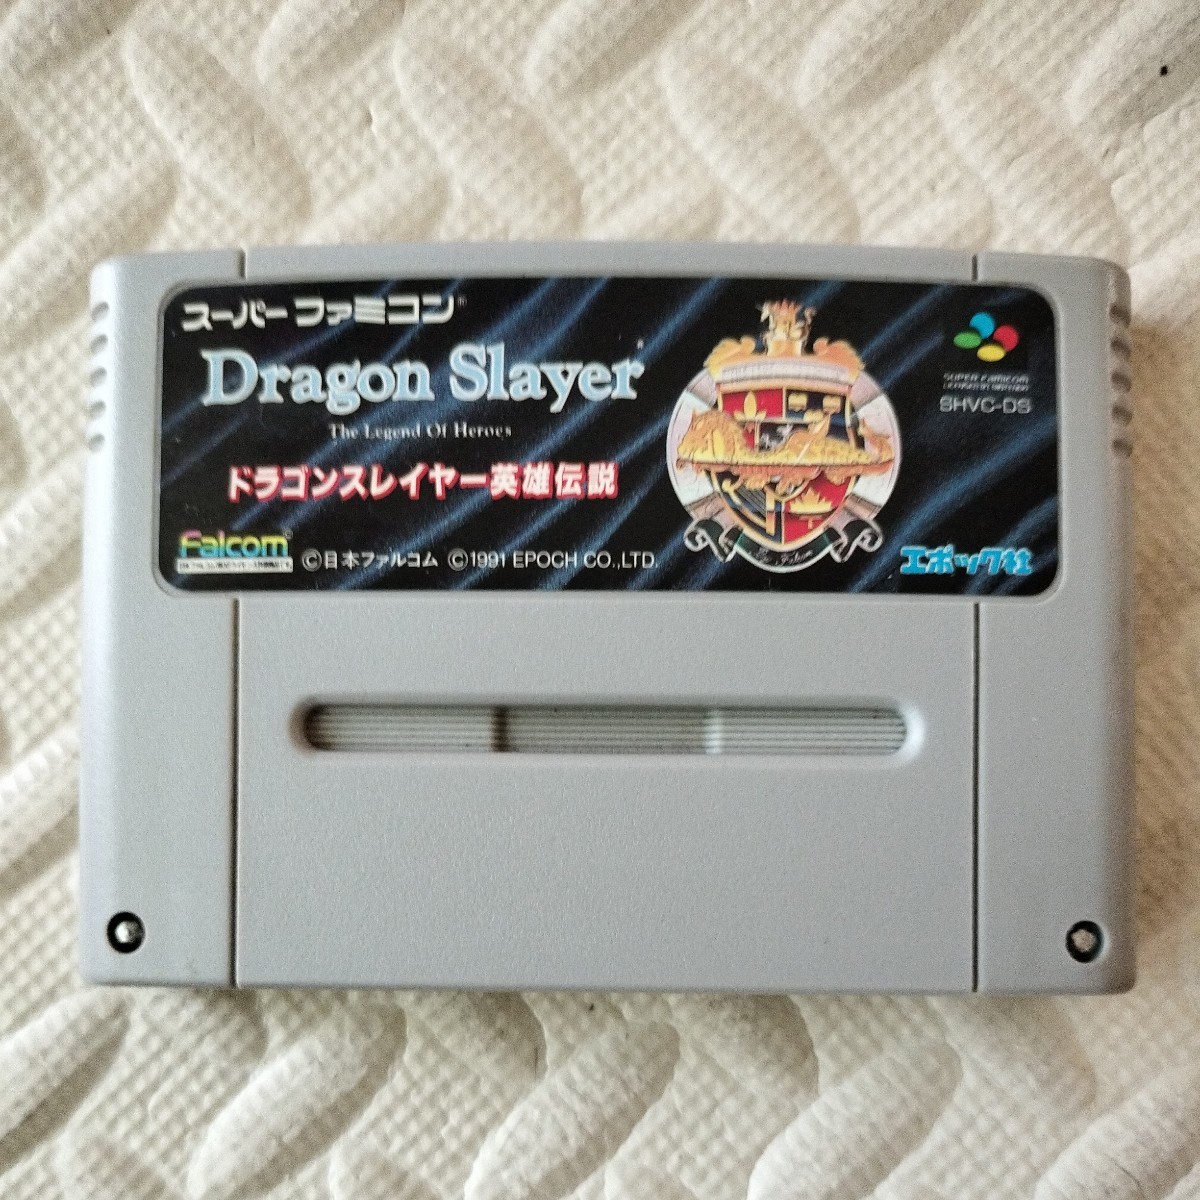 スーパーファミコン™
Dragon Slayer
The Legend Of Heroes
ドラゴンスレイヤー英雄伝説
Falcom
©日本ファルコム ©1991 EPOCH CO.,LTD.
SUPER FAMICOM
SHVC-DS
エポック社